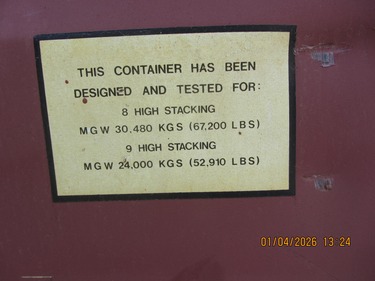 THIS CONTAINER HAS BEEN
DESIGNED AND TESTED FOR:
8 HIGH STACKING
MGW 30.480 KGS (67,200 LBS)
9 HIGH STACKING
MGW 24,000 KGS (52,910 LBS)
01/04/2026 13:24